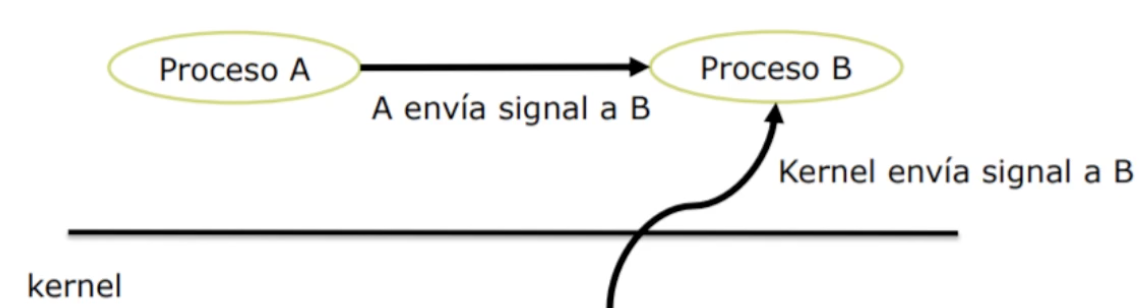 Proceso A
Proceso B
A envía signal a B
Kernel envía signal a B
kernel